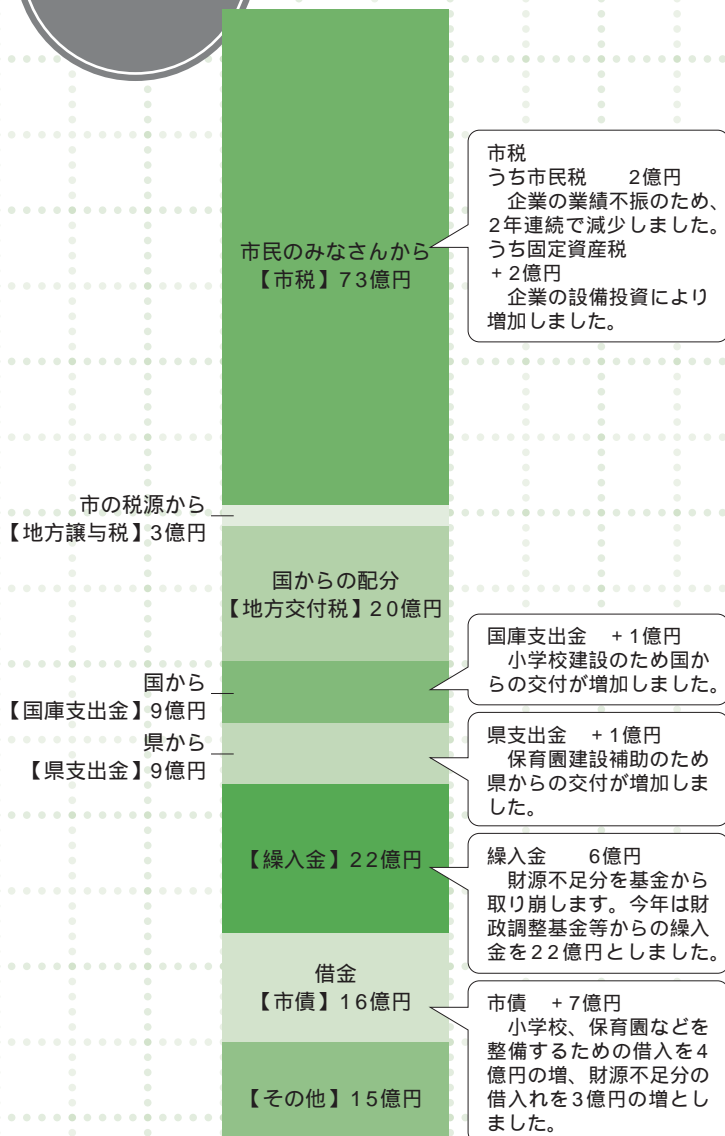 市民のみなさんから
【市税】73億円
市税
うち市民税　　2億円
　企業の業績不振のため、
2年連続で減少しました。
うち固定資産税
+2億円
　企業の設備投資により
増加しました。
市の税源から
【地方譲与税】3億円
国からの配分
【地方交付税】20億円
国から
【国庫支出金】9億円
国庫支出金　+1億円
　小学校建設のため国か
らの交付が増加しました。
県から
【県支出金】9億円
県支出金　+1億円
　保育園建設補助のため
県からの交付が増加しま
した。
【繰入金】22億円
繰入金　　6億円
　財源不足分を基金から
取り崩します。今年は財
政調整基金等からの繰入
金を22億円としました。
借金
【市債】16億円
市債　+7億円
　小学校、保育園などを
整備するための借入を4
億円の増、財源不足分の
借入れを3億円の増とし
ました。
【その他】15億円